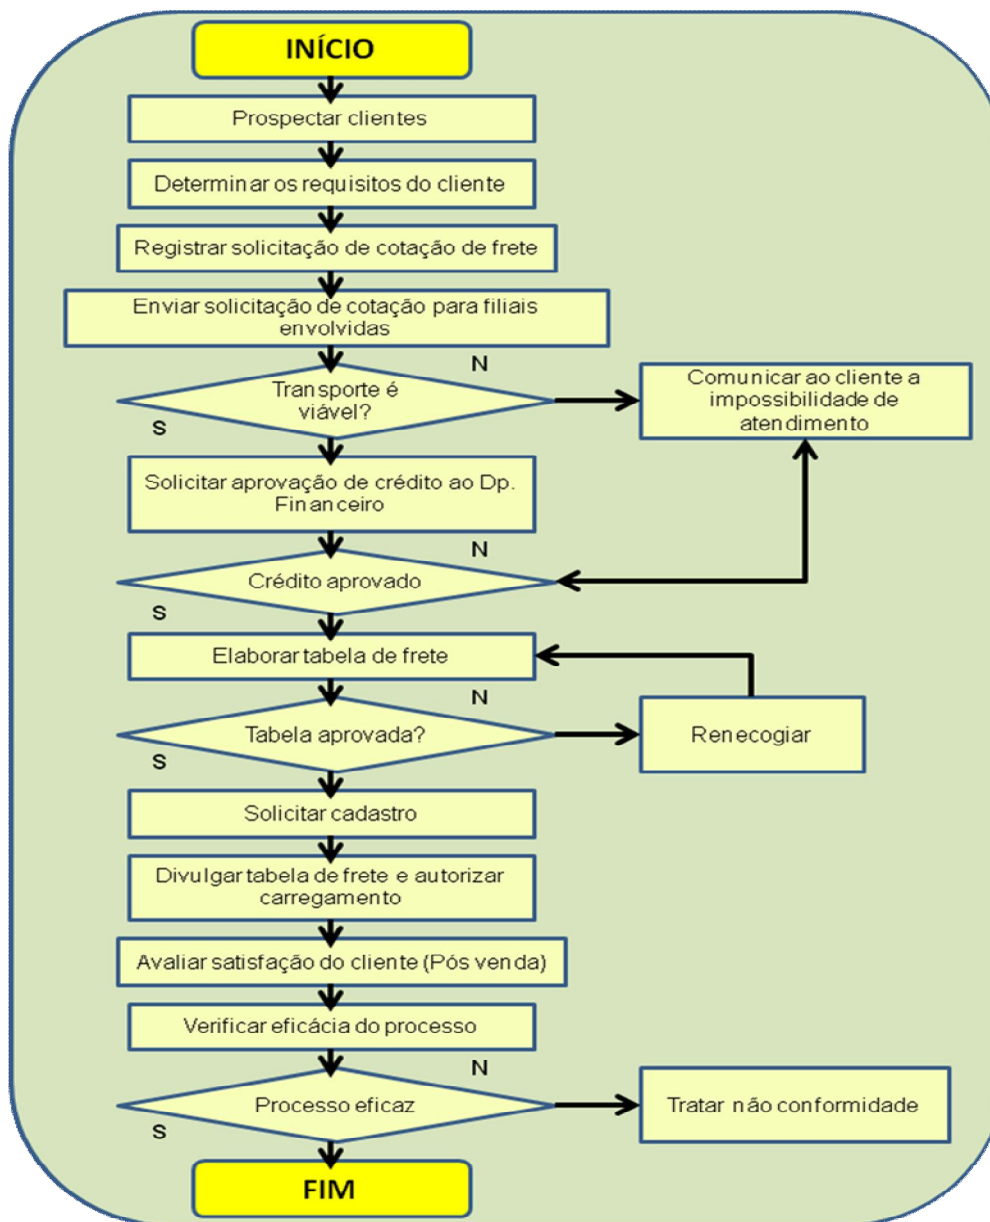 INÍCIO
Prospectar clientes
Determinar os requisitos do cliente
Registrar solicitação de cotação de frete
Enviar solicitação de cotação para filiais
envolvidas
N
Transporte é
viável?
S
Comunicar ao cliente a
impossibilidade de
atendimento
Solicitar aprovação de crédito ao Dp.
Financeiro
N
Crédito aprovado
S
Elaborar tabela de frete
N
Tabela aprovada?
S
Renecogiar
Solicitar cadastro
Divulgar tabela de frete e autorizar
carregamento
Avaliar satisfação do cliente (Pós venda)
Verificar eficácia do processo
N
Processo eficaz
S
Tratar não conformidade
FIM